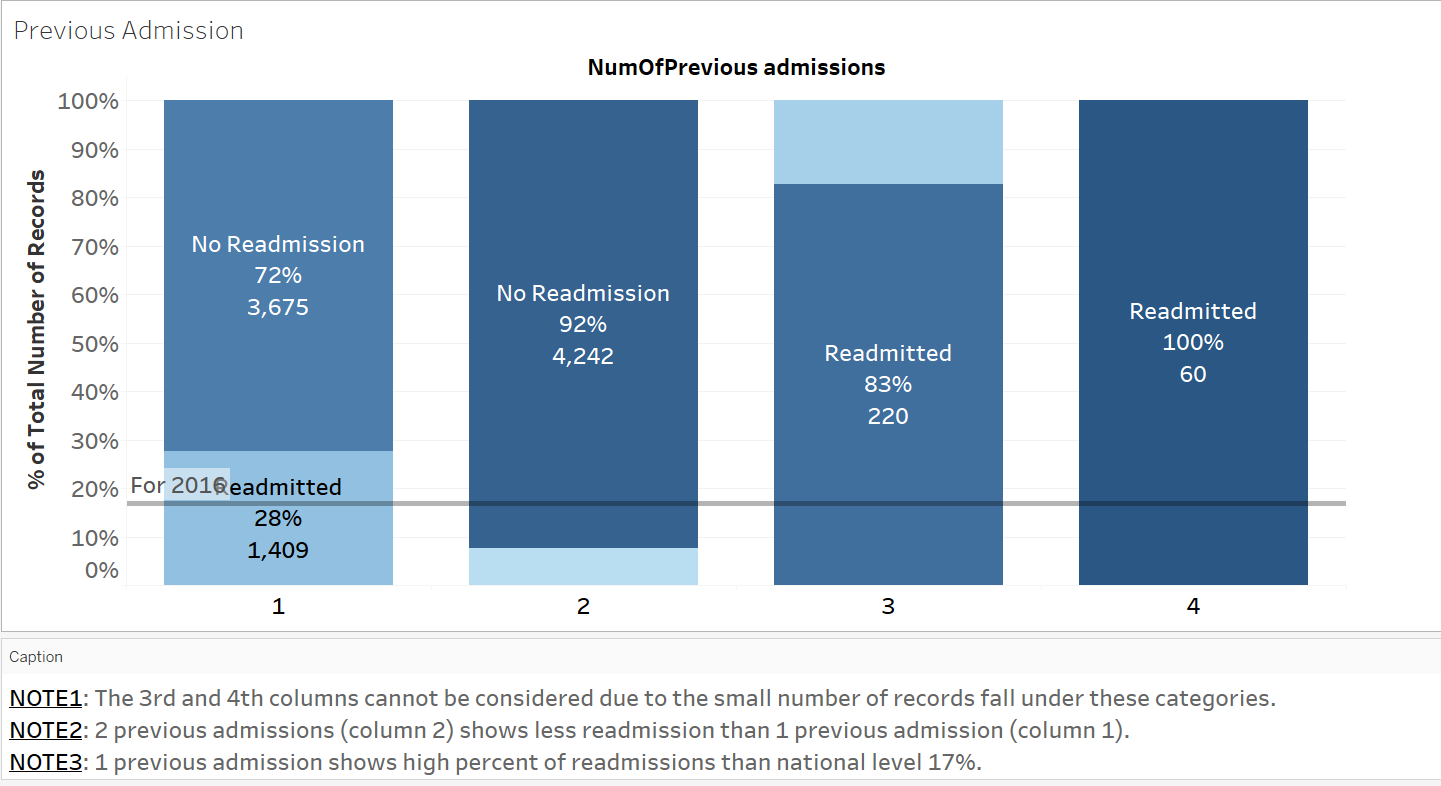 Previous Admission
NumOfPrevious admissions
% of Total Number of Records
100%
90%
80%
70%
60%
50%
40%
30%
20%
10%
0%
No Readmission
72%
3,675
For 2016
Readmitted
28%
1,409
No Readmission
92%
4,242
Readmitted
83%
220
Readmitted
100%
60
1
2
3
4
Caption
NOTE1: The 3rd and 4th columns cannot be considered due to the small number of records fall under these categories.
NOTE2: 2 previous admissions (column 2) shows less readmission than 1 previous admission (column 1).
NOTE3: 1 previous admission shows high percent of readmissions than national level 17%.